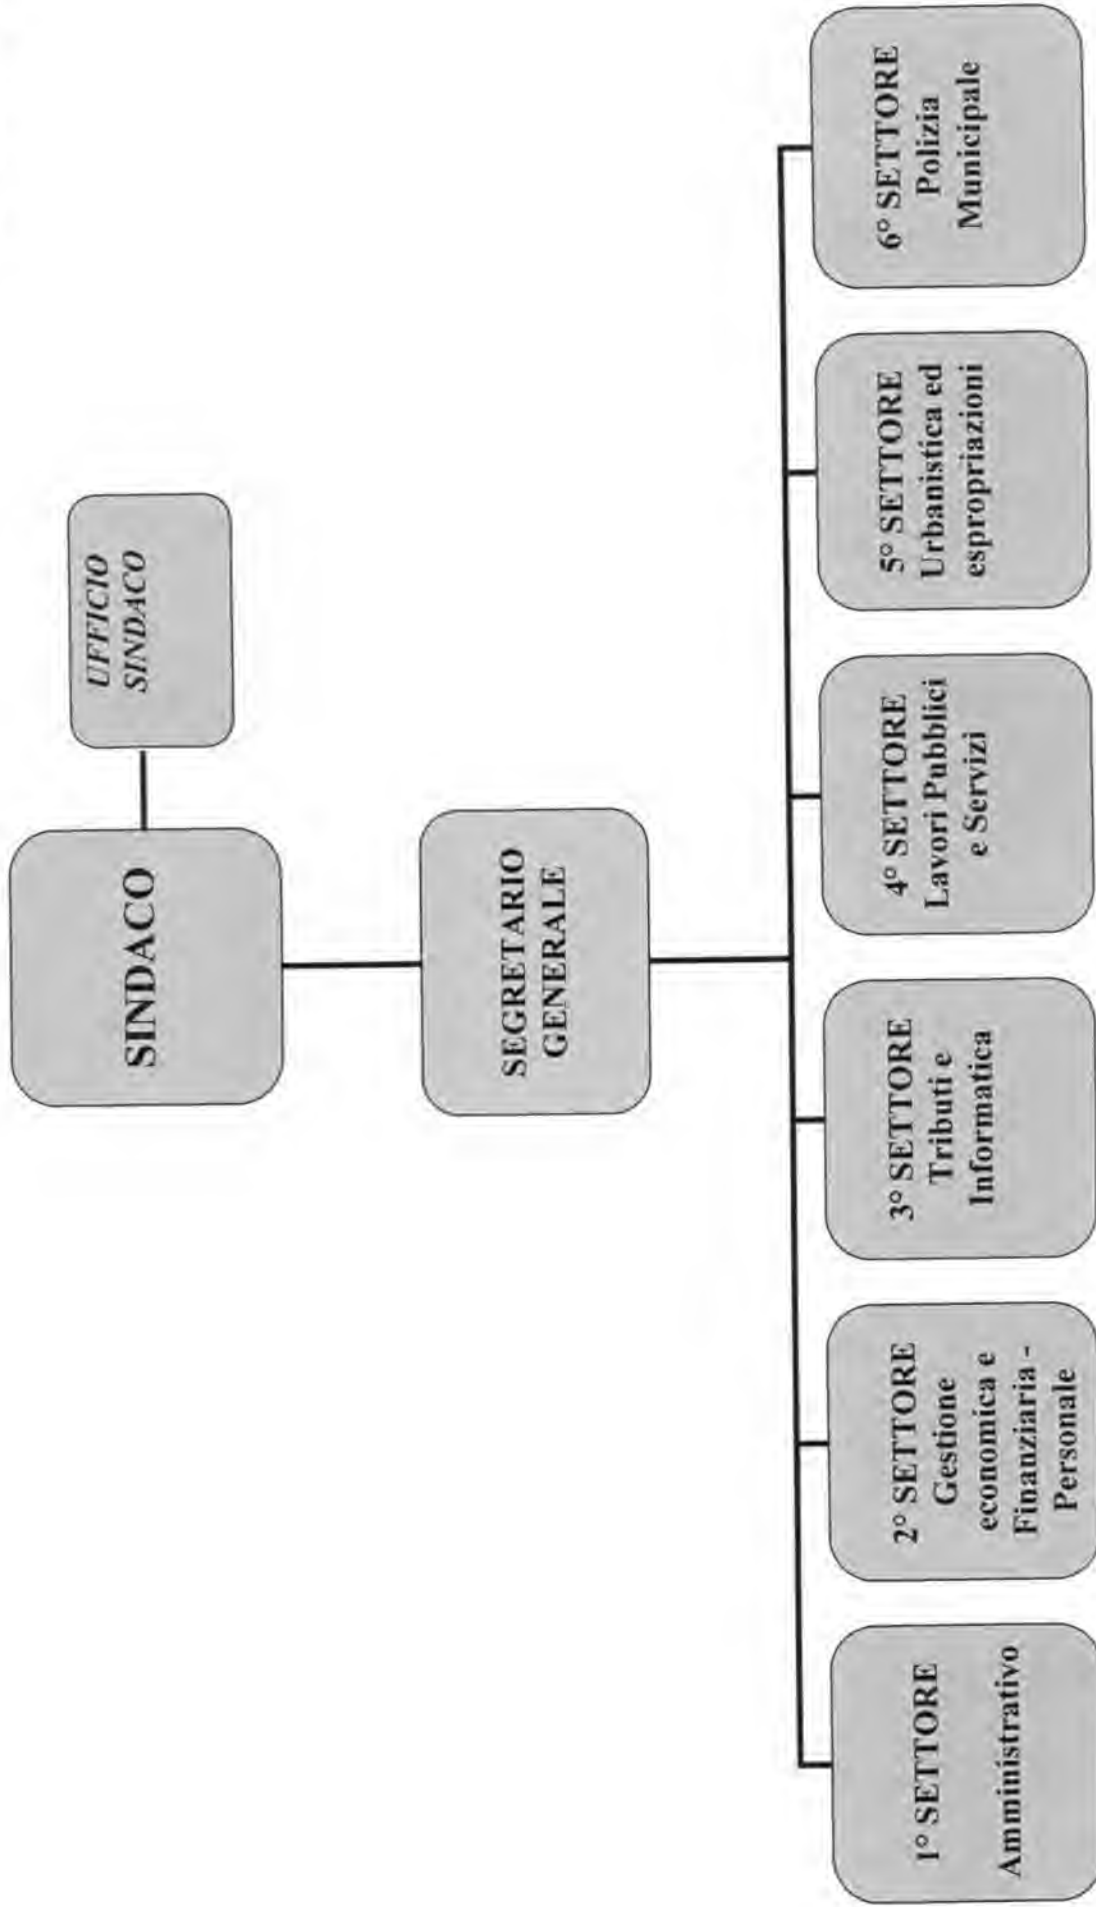 SINDACO
UFFICIO
SINDACO
SEGRETARIO
GENERALE
1° SETTORE
Amministrativo
2° SETTORE
Gestione
economica e
Finanziaria -
Personale
3° SETTORE
Tributi e
Informatica
4° SETTORE
Lavori Pubblici
e Servizi
5° SETTORE
Urbanistica ed
espropriazioni
6° SETTORE
Polizia
Municipale